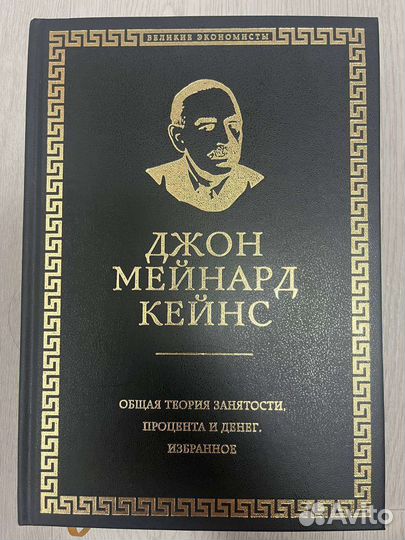 ВЕЛИКИЕ ЭКОНОМИСТЫ
ДЖОН
МЕЙНАРД
КЕЙНС
ОБЩАЯ ТЕОРИЯ ЗАНЯТОСТИ,
ПРОЦЕНТА И ДЕНЕГ.
ИЗБРАННОЕ
Avito